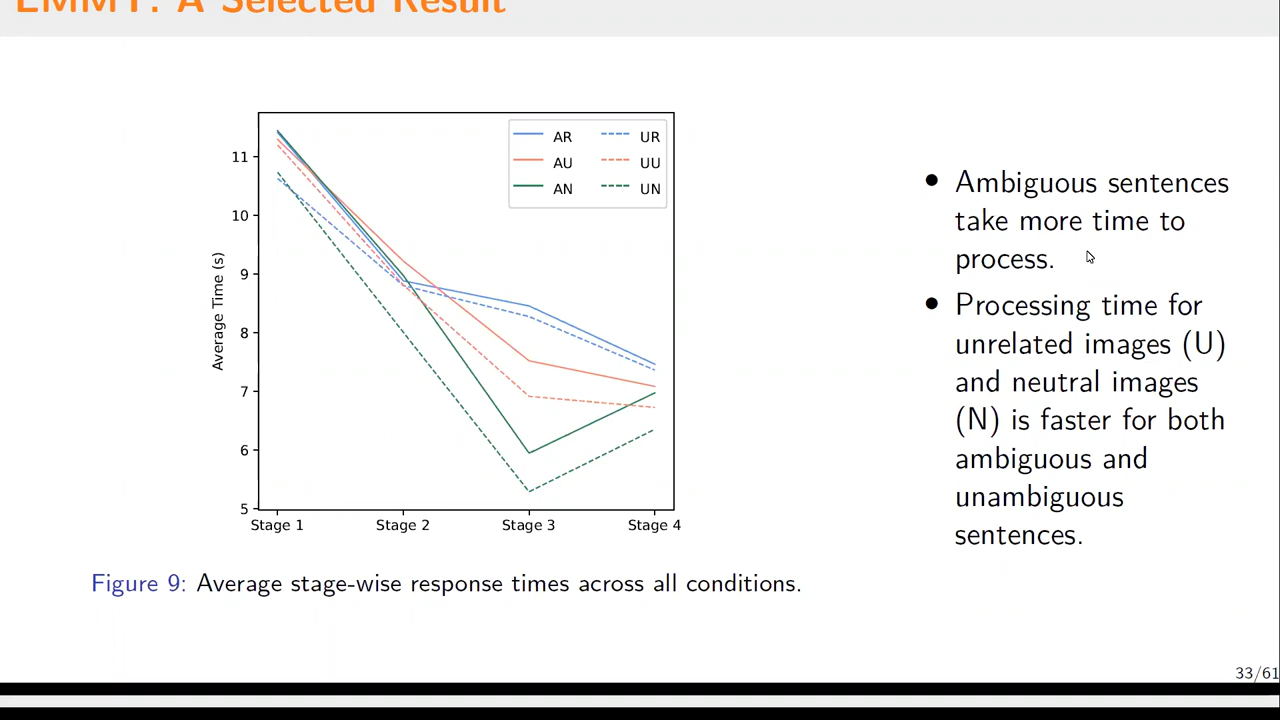 EMMT: A Selected Result
11
10
9
8
7
6
5
Average Time (s)
AR
UR
AU
UU
AN
UN
Stage 1
Stage 2
Stage 3
Stage 4
Figure 9: Average stage-wise response times across all conditions.
• Ambiguous sentences
take more time to
process.
• Processing time for
unrelated images (U)
and neutral images
(N) is faster for both
ambiguous and
unambiguous
sentences.
33/61